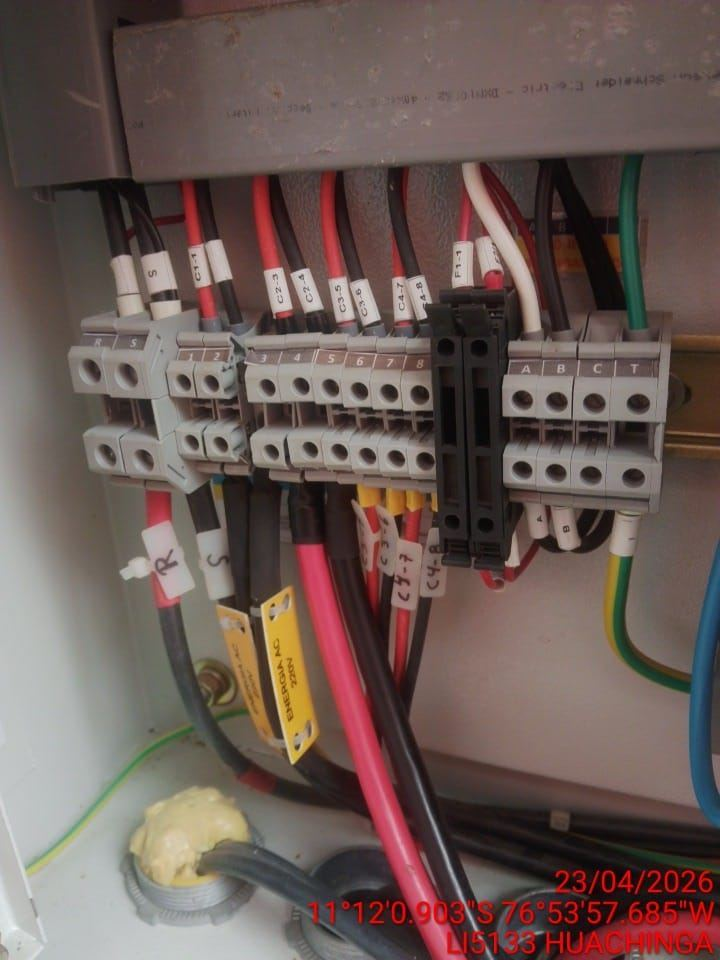 Schneider Electric
S
C1-1
C2-3
C2-4
C3-5
C3-6
C4-7
C4-8
F1-1
R S
1 2
3 4 5 6 7 8
A B C T
A B
R
S
C3-6
C4-7
C4-8
ENERGIA AC
220V
ENERGIA AC
220V
23/04/2026
11°12'0.903"S 76°53'57.685"W
LI5133 HUACHINGA